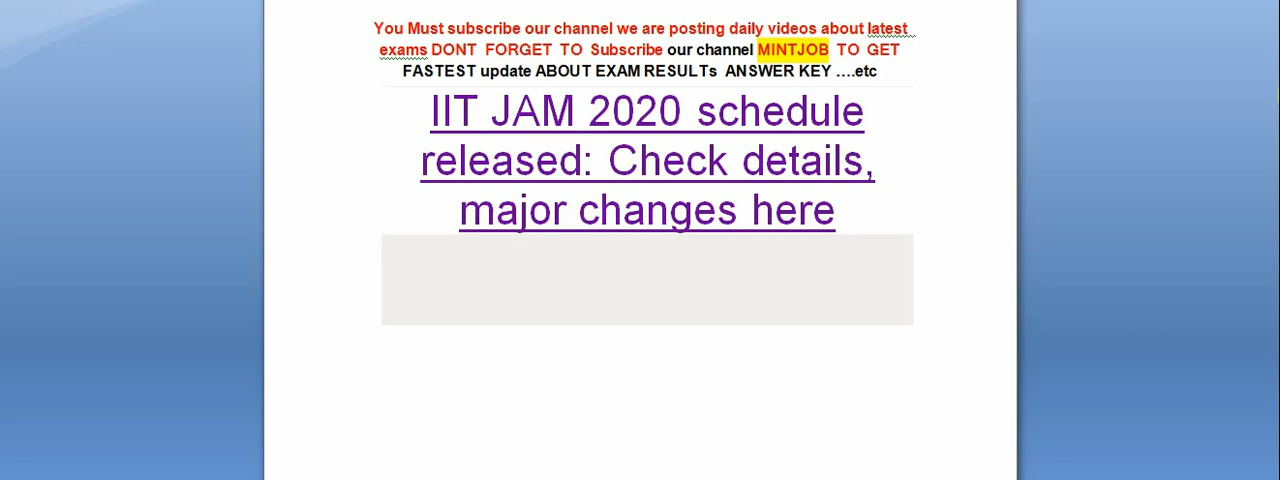 You Must subscribe our channel we are posting daily videos about latest
exams DONT FORGET TO Subscribe our channel MINTJOB TO GET
FASTEST update ABOUT EXAM RESULTs ANSWER KEY ....etc
IIT JAM 2020 schedule
released: Check details,
major changes here